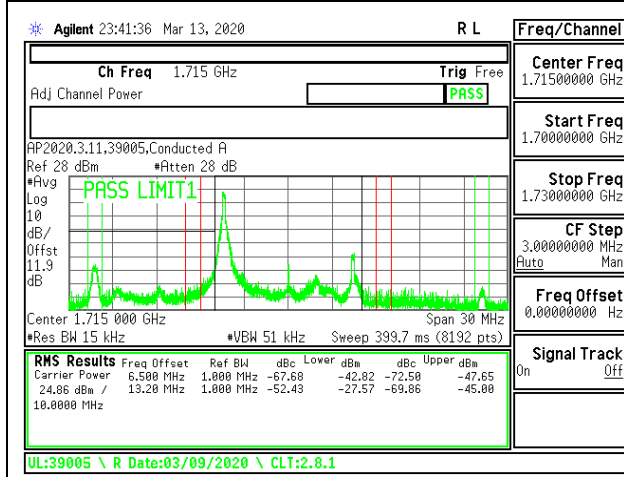 Agilent 23:41:36 Mar 13, 2020 R L
Ch Freq 1.715 GHz Trig Free
Adj Channel Power PASS
AP2020.3.11,39005,Conducted A
Ref 28 dBm #Atten 28 dB
#Avg
Log
10
dB/
Offst
11.9
dB
PASS LIMIT1
Center 1.715 000 GHz Span 30 MHz
#Res BW 15 kHz #VBW 51 kHz Sweep 399.7 ms (8192 pts)
RMS Results Freq Offset Ref BW dBc Lower dBm dBc Upper dBm
Carrier Power 6.500 MHz 1.000 MHz -67.68 -42.82 -72.50 -47.65
24.86 dBm / 13.20 MHz 1.000 MHz -52.43 -27.57 -69.86 -45.00
10.0000 MHz
UL:39005 \ R Date:03/09/2020 \ CLT:2.8.1
Freq/Channel
Center Freq
1.71500000 GHz
Start Freq
1.70000000 GHz
Stop Freq
1.73000000 GHz
CF Step
3.00000000 MHz
Auto Man
Freq Offset
0.00000000 Hz
Signal Track
On Off